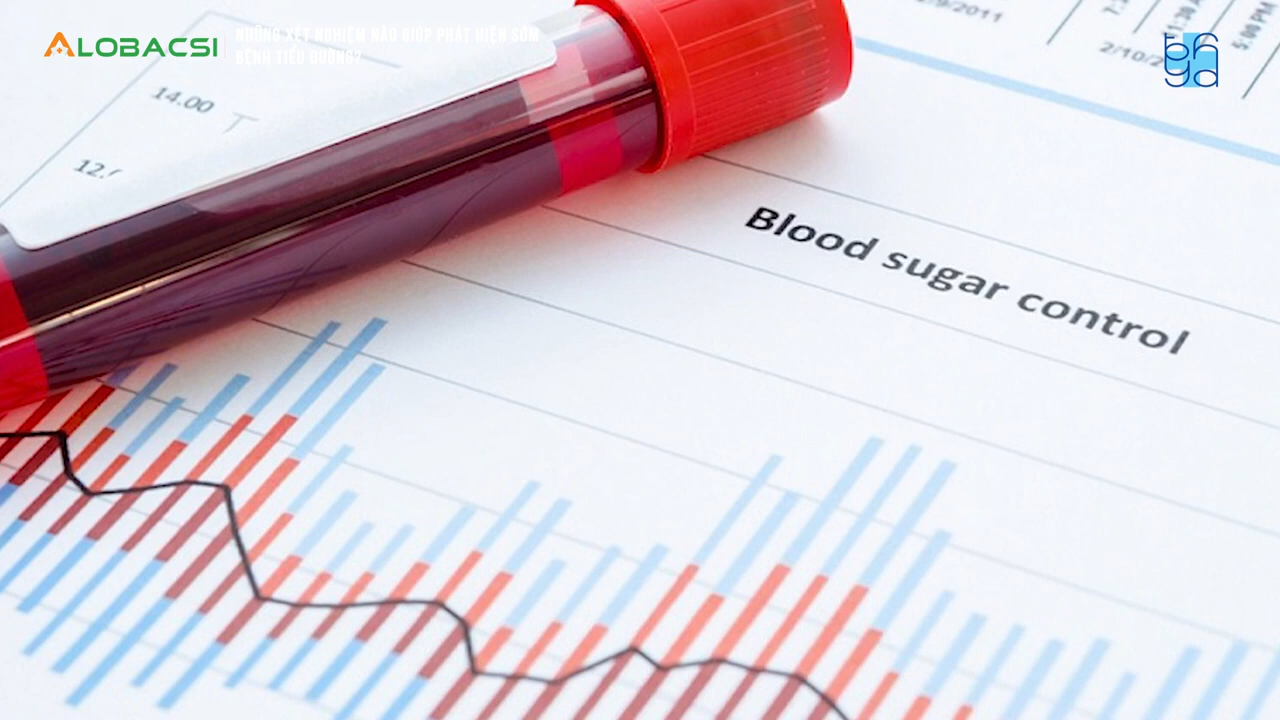 ALOBACSI
NHỮNG XÉT NGHIỆM NÀO GIÚP PHÁT HIỆN SỚM
BỆNH TIỂU ĐƯỜNG?
14.00
Blood sugar control